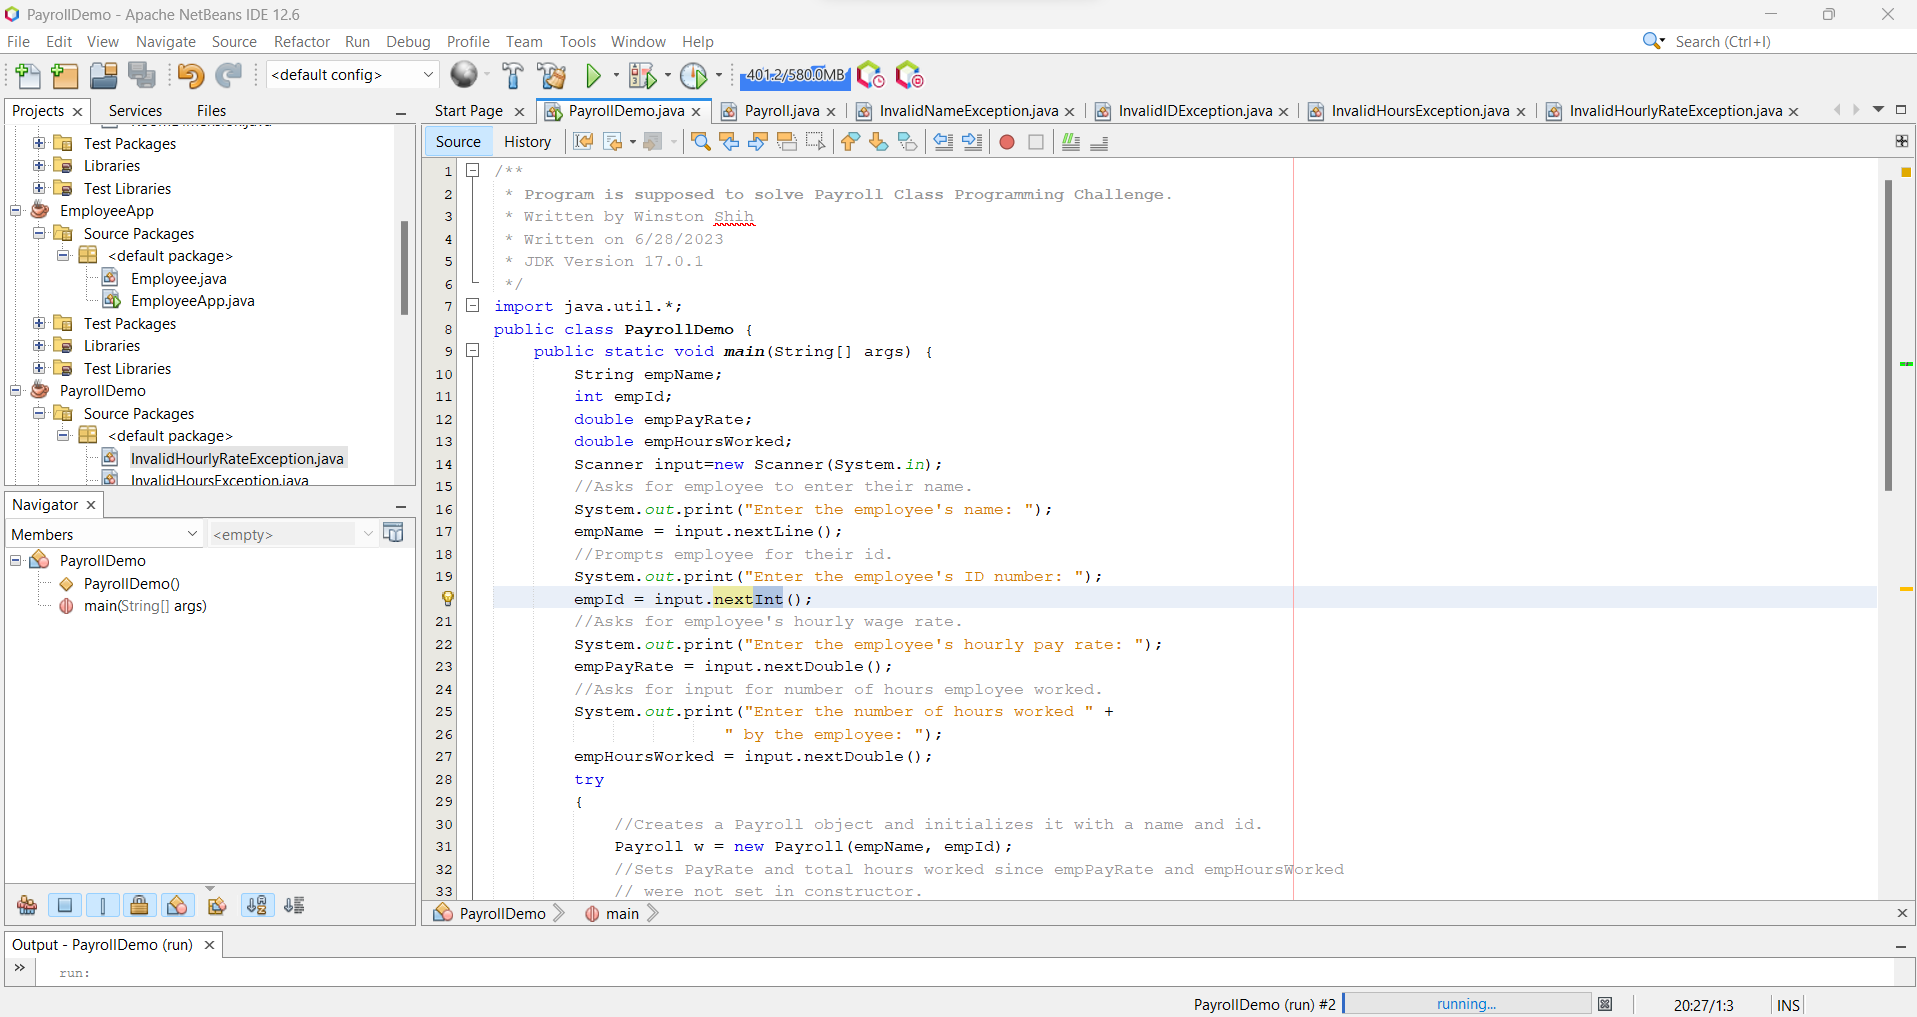 PayrollDemo - Apache NetBeans IDE 12.6
File Edit View Navigate Source Refactor Run Debug Profile Team Tools Window Help
Search (Ctrl+I)
<default config>
401.2/580.0MB
Projects Services Files
Start Page PayrollDemo.java Payroll.java InvalidNameException.java InvalidIDException.java InvalidHoursException.java InvalidHourlyRateException.java
Source History
Test Packages
Libraries
Test Libraries
EmployeeApp
Source Packages
<default package>
Employee.java
EmployeeApp.java
Test Packages
Libraries
Test Libraries
PayrollDemo
Source Packages
<default package>
InvalidHourlyRateException.java
InvalidHoursException.java
Navigator
Members
<empty>
PayrollDemo
PayrollDemo()
main(String[] args)
1 /**
2 * Program is supposed to solve Payroll Class Programming Challenge.
3 * Written by Winston Shih
4 * Written on 6/28/2023
5 * JDK Version 17.0.1
6 */
7 import java.util.*;
8 public class PayrollDemo {
9 public static void main(String[] args) {
10 String empName;
11 int empId;
12 double empPayRate;
13 double empHoursWorked;
14 Scanner input=new Scanner(System.in);
15 //Asks for employee to enter their name.
16 System.out.print("Enter the employee's name: ");
17 empName = input.nextLine();
18 //Prompts employee for their id.
19 System.out.print("Enter the employee's ID number: ");
empId = input.nextInt();
21 //Asks for employee's hourly wage rate.
22 System.out.print("Enter the employee's hourly pay rate: ");
23 empPayRate = input.nextDouble();
24 //Asks for input for number of hours employee worked.
25 System.out.print("Enter the number of hours worked " +
26 " by the employee: ");
27 empHoursWorked = input.nextDouble();
28 try
29 {
30 //Creates a Payroll object and initializes it with a name and id.
31 Payroll w = new Payroll(empName, empId);
32 //Sets PayRate and total hours worked since empPayRate and empHoursWorked
33 // were not set in constructor.
PayrollDemo main
Output - PayrollDemo (run)
run:
PayrollDemo (run) #2 running... 20:27/1:3 INS